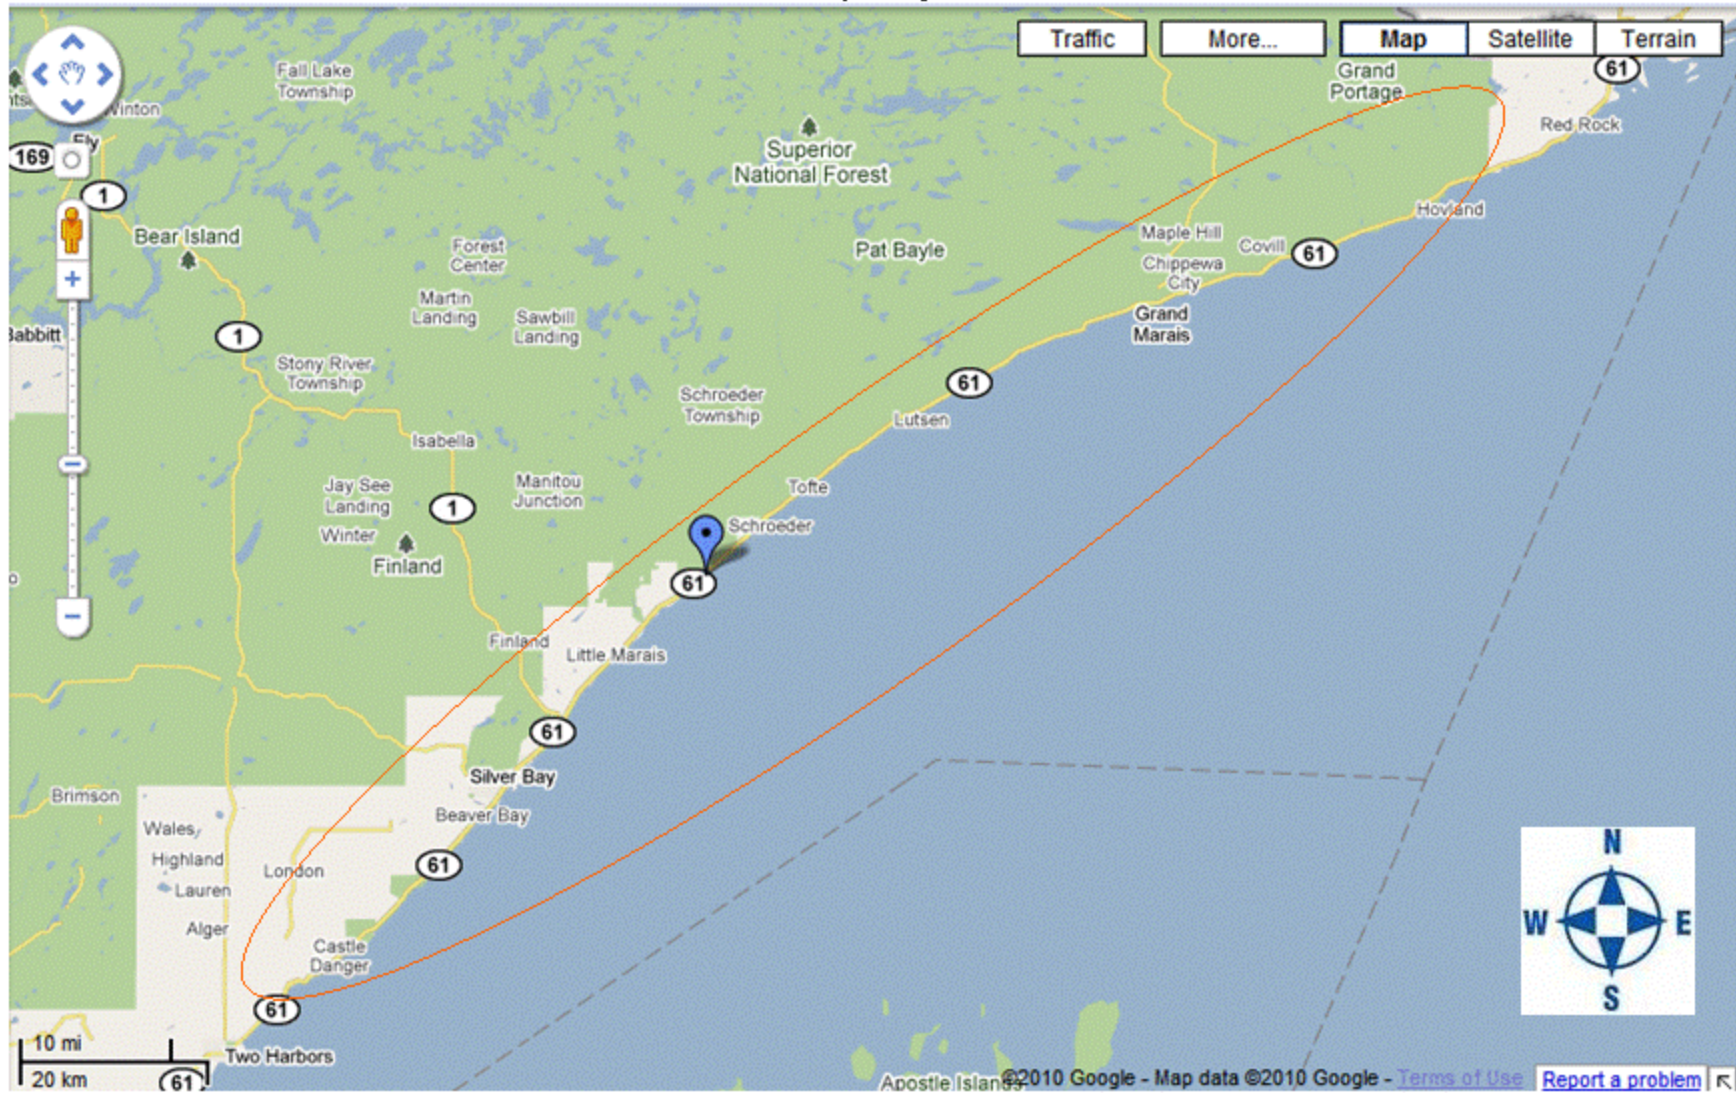 Traffic
More...
Map
Satellite
Terrain
Fall Lake
Township
Winton
Ely
169
1
Grand
Portage
61
Red Rock
Superior
National Forest
Bear Island
Forest
Center
Pat Bayle
Hovland
Maple Hill
Covill
61
Chippewa
City
Martin
Landing
Sawbill
Landing
Grand
Marais
Babbitt
1
Stony River
Township
Schroeder
Township
61
Lutsen
Isabella
Jay See
Landing
Manitou
Junction
Tofte
1
Winter
Schroeder
Finland
61
Finland
Little Marais
61
Silver Bay
Brimson
Beaver Bay
Wales
Highland
London
61
Lauren
Alger
Castle
Danger
N
W
E
S
61
10 mi
Two Harbors
20 km
61
Apostle Islands
©2010 Google - Map data ©2010 Google - Terms of Use
Report a problem